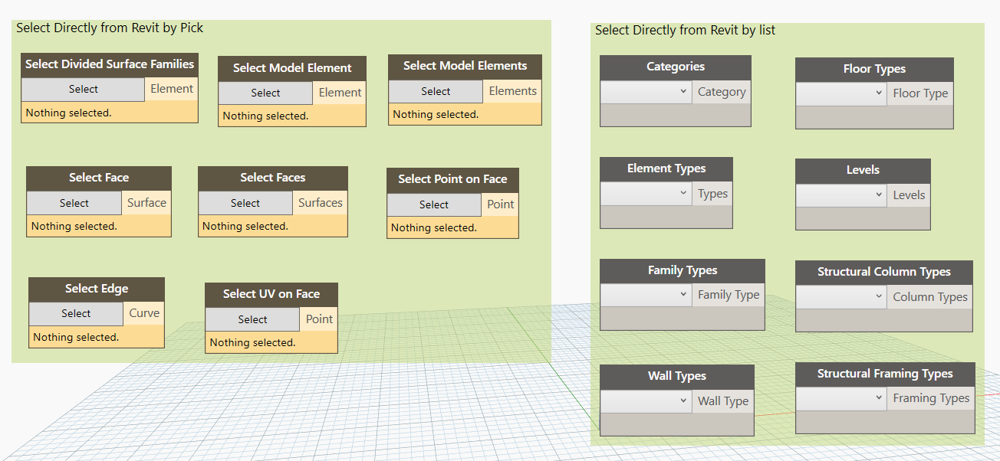 Select Directly from Revit by Pick
Select Divided Surface Families
Select Element
Nothing selected.
Select Model Element
Select Element
Nothing selected.
Select Model Elements
Select Elements
Nothing selected.
Select Face
Select Surface
Nothing selected.
Select Faces
Select Surfaces
Nothing selected.
Select Point on Face
Select Point
Nothing selected.
Select Edge
Select Curve
Nothing selected.
Select UV on Face
Select Point
Nothing selected.
Select Directly from Revit by list
Categories
Category
Floor Types
Floor Type
Element Types
Types
Levels
Levels
Family Types
Family Type
Structural Column Types
Column Types
Wall Types
Wall Type
Structural Framing Types
Framing Types